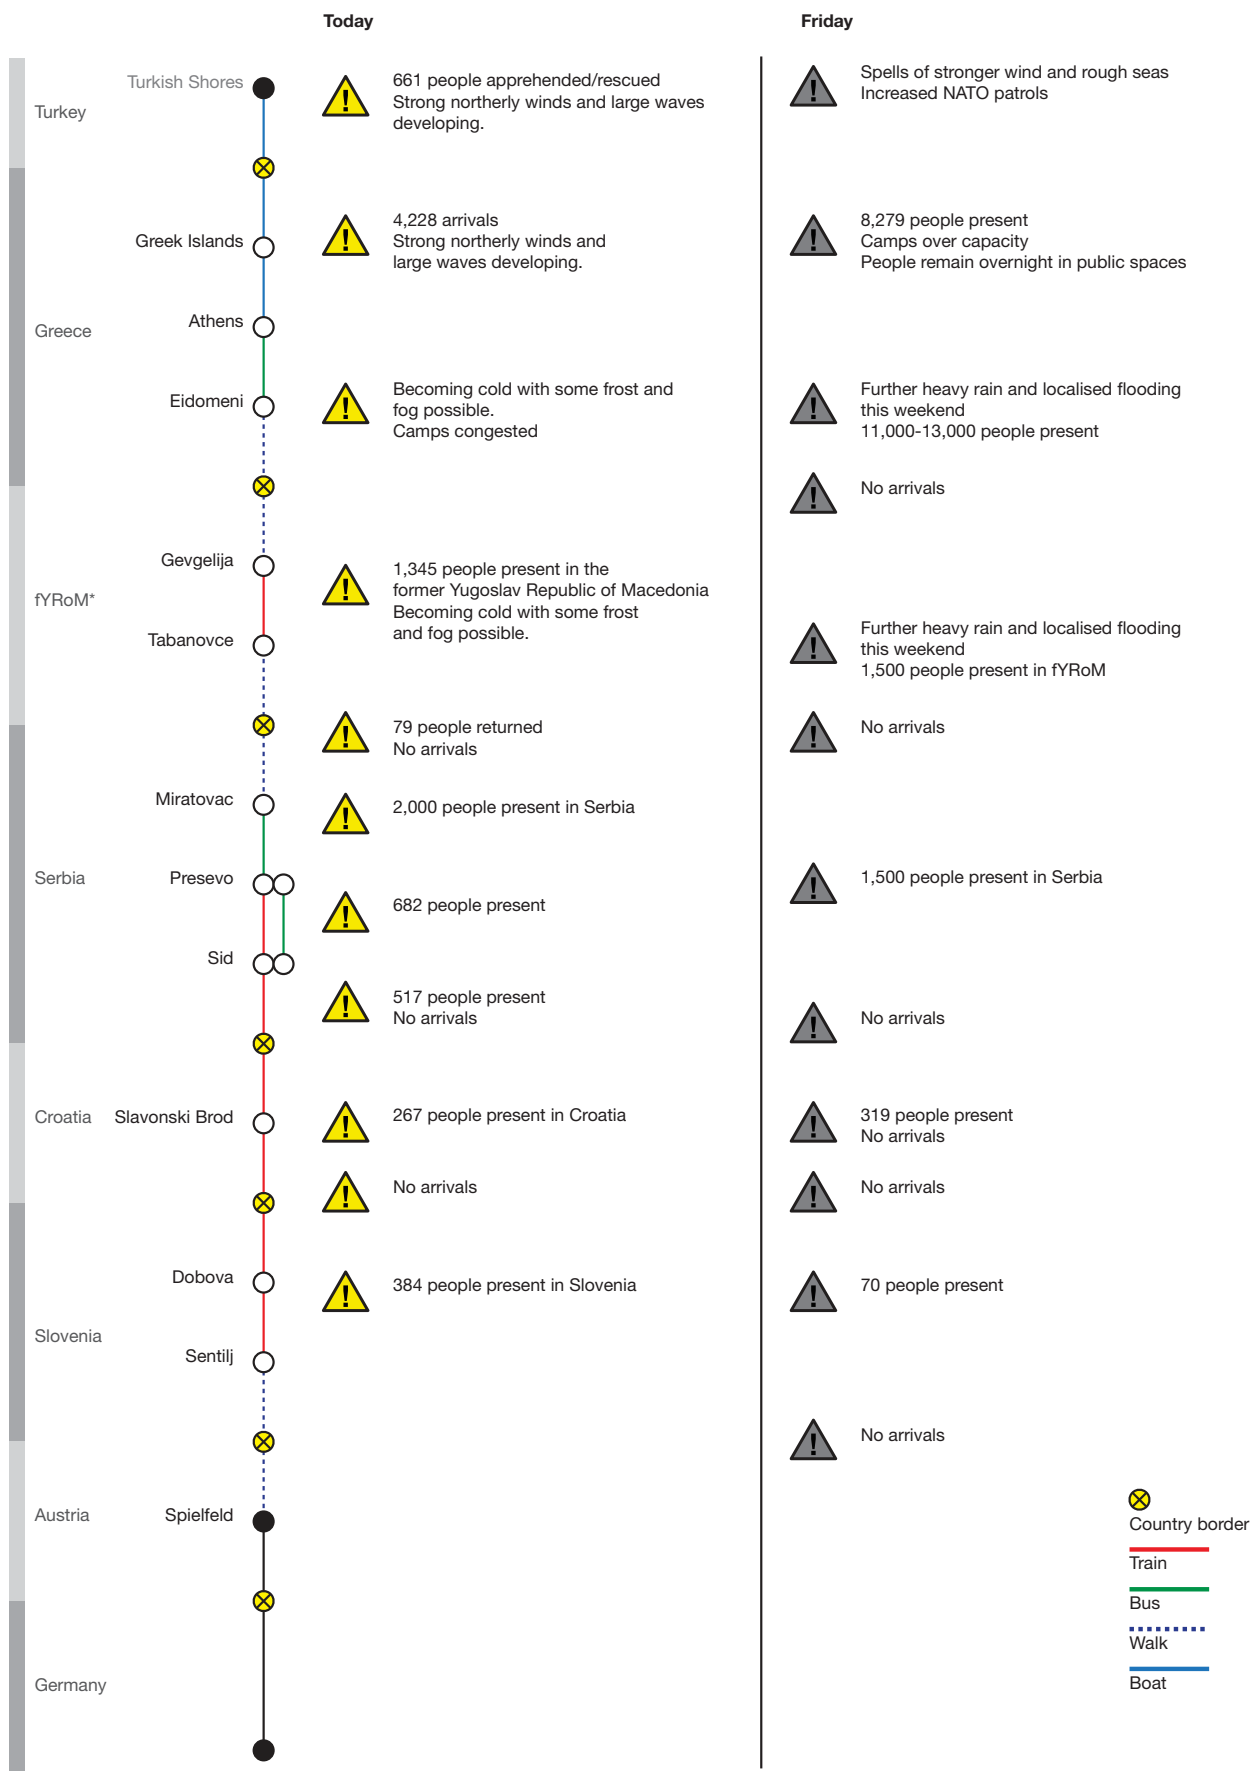 Today
Friday
Turkey
Turkish Shores
661 people apprehended/rescued
Strong northerly winds and large waves
developing.
Spells of stronger wind and rough seas
Increased NATO patrols
Greek Islands
4,228 arrivals
Strong northerly winds and
large waves developing.
8,279 people present
Camps over capacity
People remain overnight in public spaces
Greece
Athens
Eidomeni
Becoming cold with some frost and
fog possible.
Camps congested
Further heavy rain and localised flooding
this weekend
11,000-13,000 people present
No arrivals
fYRoM*
Gevgelija
1,345 people present in the
former Yugoslav Republic of Macedonia
Becoming cold with some frost
and fog possible.
Tabanovce
Further heavy rain and localised flooding
this weekend
1,500 people present in fYRoM
79 people returned
No arrivals
No arrivals
Miratovac
2,000 people present in Serbia
Serbia
Presevo
682 people present
1,500 people present in Serbia
Sid
517 people present
No arrivals
No arrivals
Croatia
Slavonski Brod
267 people present in Croatia
319 people present
No arrivals
No arrivals
No arrivals
Dobova
384 people present in Slovenia
70 people present
Slovenia
Sentilj
No arrivals
Austria
Spielfeld
Germany
Country border
Train
Bus
Walk
Boat